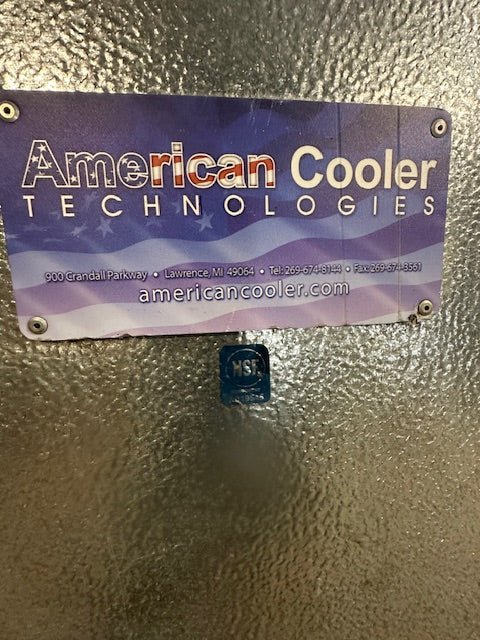 American Cooler
TECHNOLOGIES
900 Crandall Parkway • Lawrence, MI 49064 • Tel: 269-674-8144 • Fax: 269-674-3561
americancooler.com
NSF